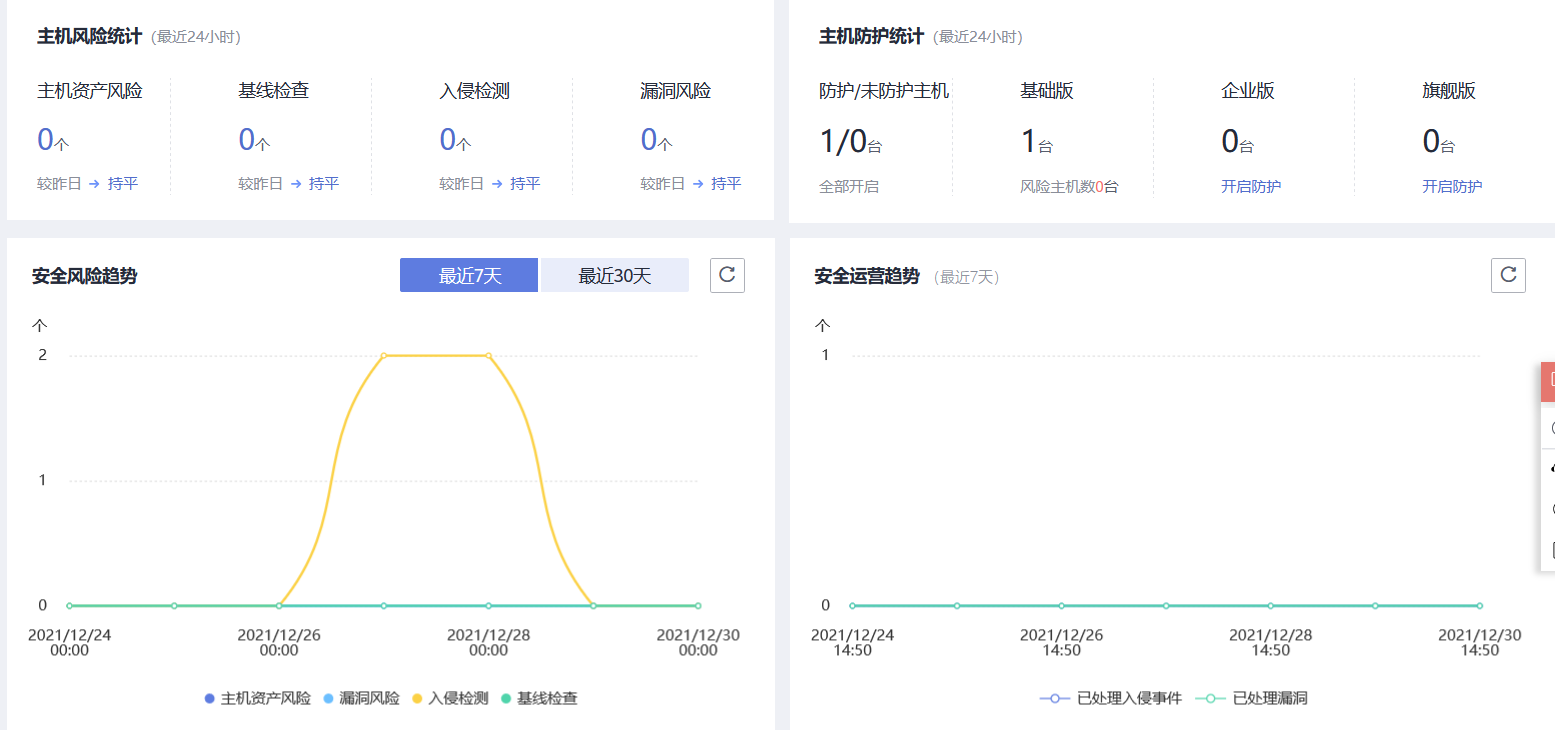 主机风险统计 (最近24小时)
主机资产风险 基线检查 入侵检测 漏洞风险
0个 0个 0个 0个
较昨日 → 持平 较昨日 → 持平 较昨日 → 持平 较昨日 → 持平
主机防护统计 (最近24小时)
防护/未防护主机 基础版 企业版 旗舰版
1/0台 1台 0台 0台
全部开启 风险主机数0台 开启防护 开启防护
安全风险趋势 最近7天 最近30天
个
2
1
0
2021/12/24 2021/12/26 2021/12/28 2021/12/30
00:00 00:00 00:00 00:00
主机资产风险 漏洞风险 入侵检测 基线检查
安全运营趋势 (最近7天)
个
1
0
2021/12/24 2021/12/26 2021/12/28 2021/12/30
14:50 14:50 14:50 14:50
已处理入侵事件 已处理漏洞